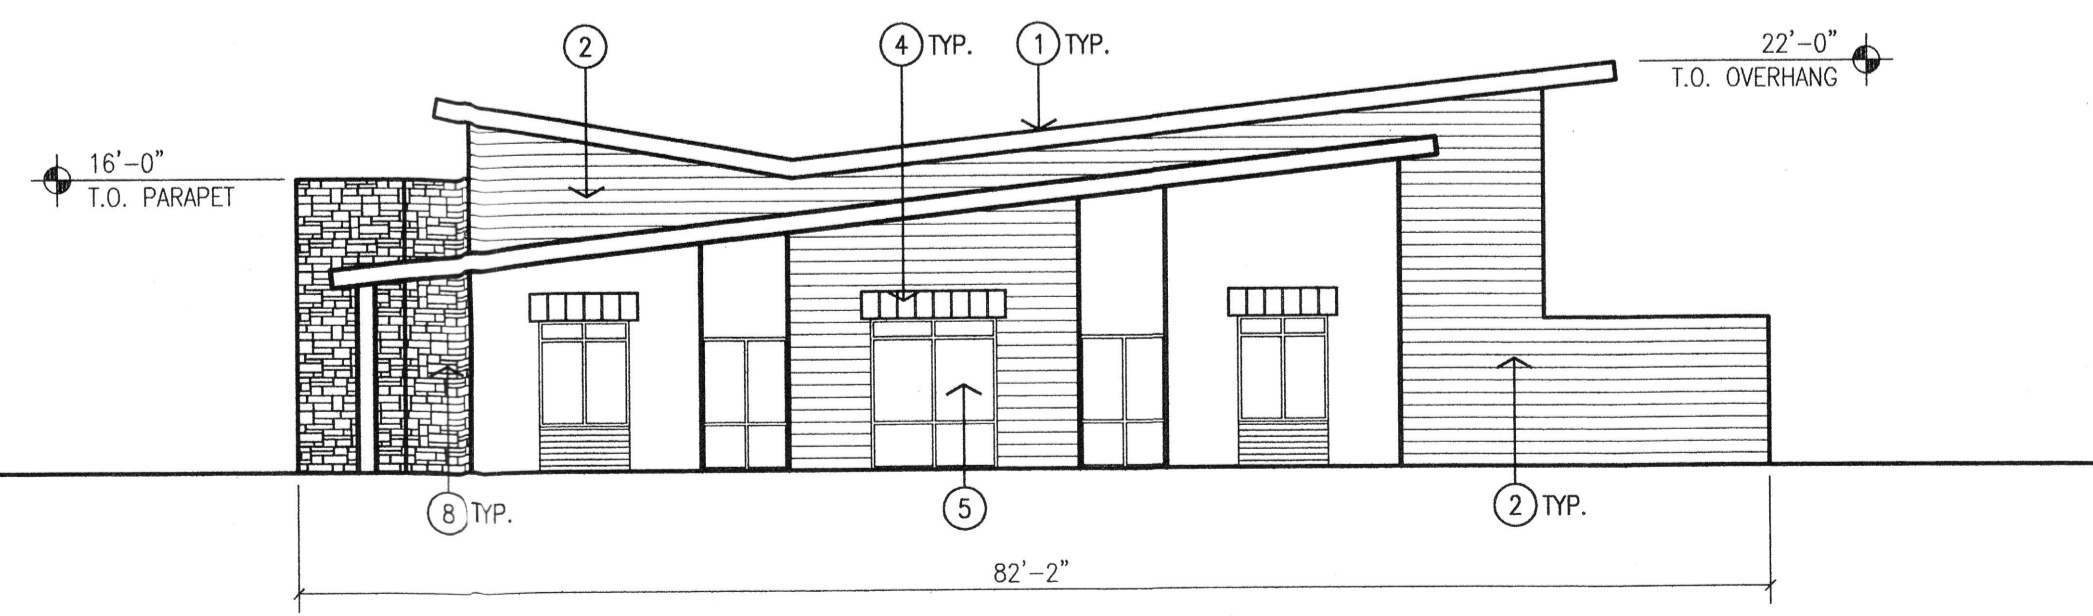 2
4 TYP.
1 TYP.
22'-0"
T.O. OVERHANG
16'-0"
T.O. PARAPET
8 TYP.
5
2 TYP.
82'-2"